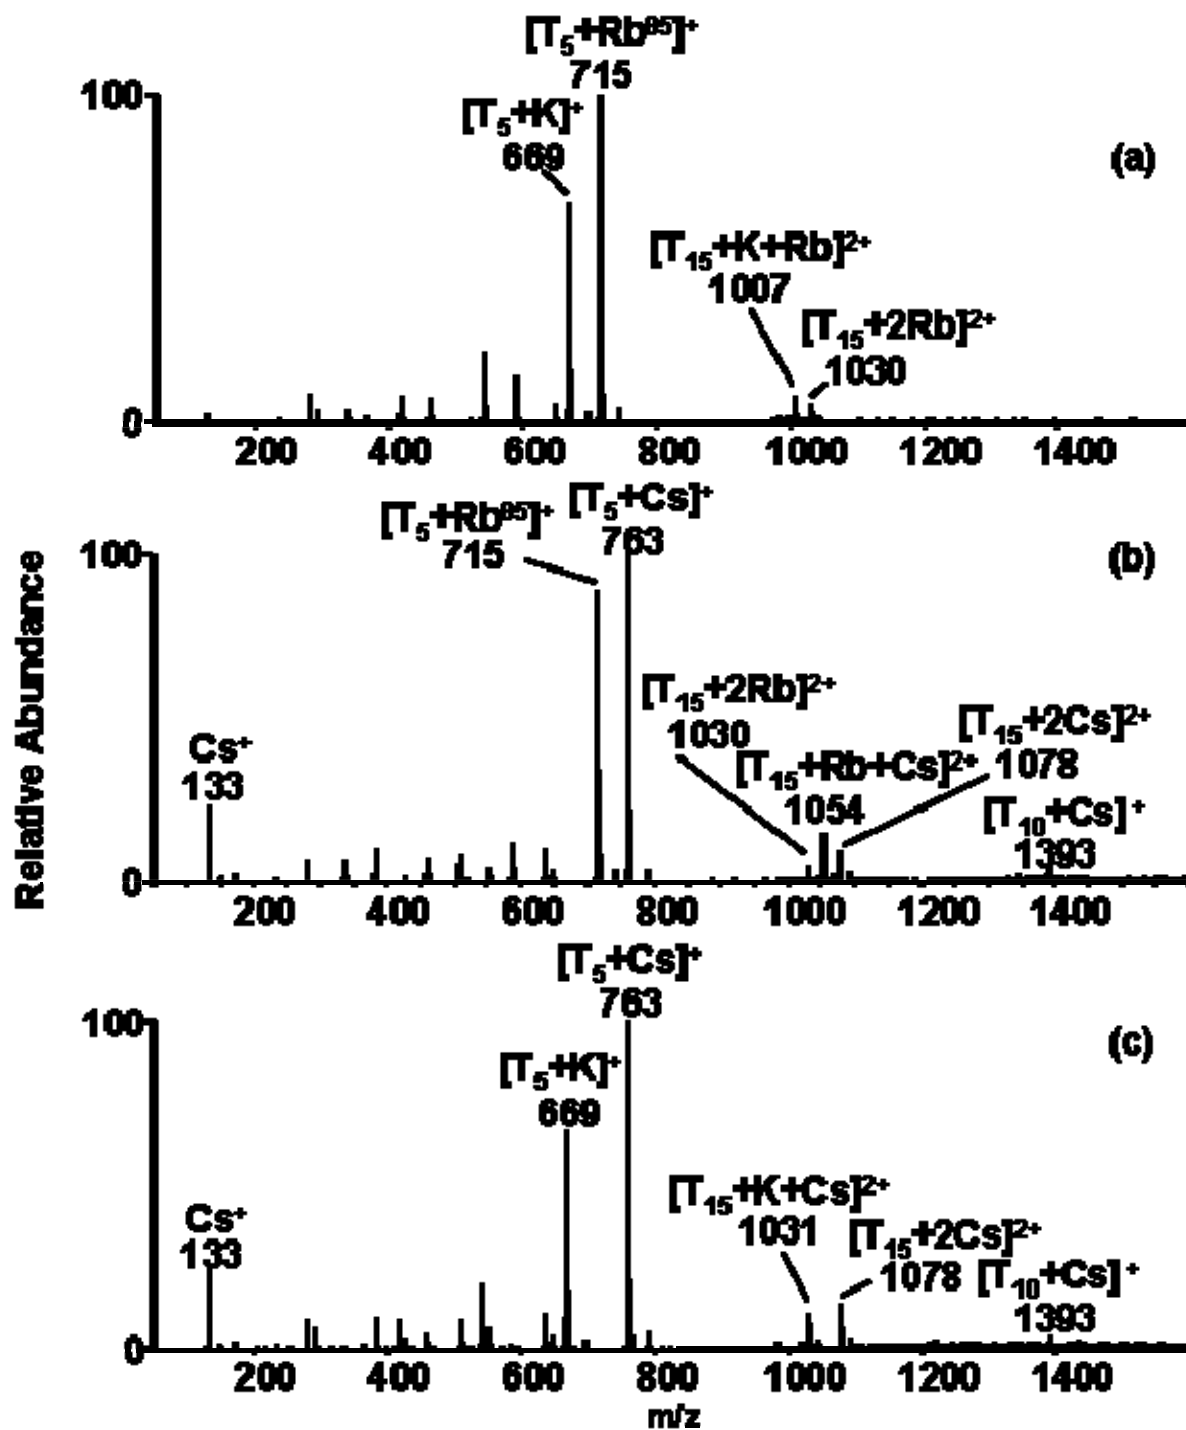 [T5+Rb85]+
715
100
[T5+K]+
669
(a)
[T15+K+Rb]2+
1007
[T15+2Rb]2+
1030
0
200 400 600 800 1000 1200 1400
[T5+Rb85]+ [T5+Cs]+
715 763
100
(b)
Cs+
133
[T15+2Rb]2+
1030
[T15+Rb+Cs]2+
1054
[T15+2Cs]2+
1078
[T10+Cs]+
1393
0
200 400 600 800 1000 1200 1400
Relative Abundance
[T5+Cs]+
763
100
(c)
[T5+K]+
669
Cs+
133
[T15+K+Cs]2+
1031
[T15+2Cs]2+
1078
[T10+Cs]+
1393
0
200 400 600 800 1000 1200 1400
m/z